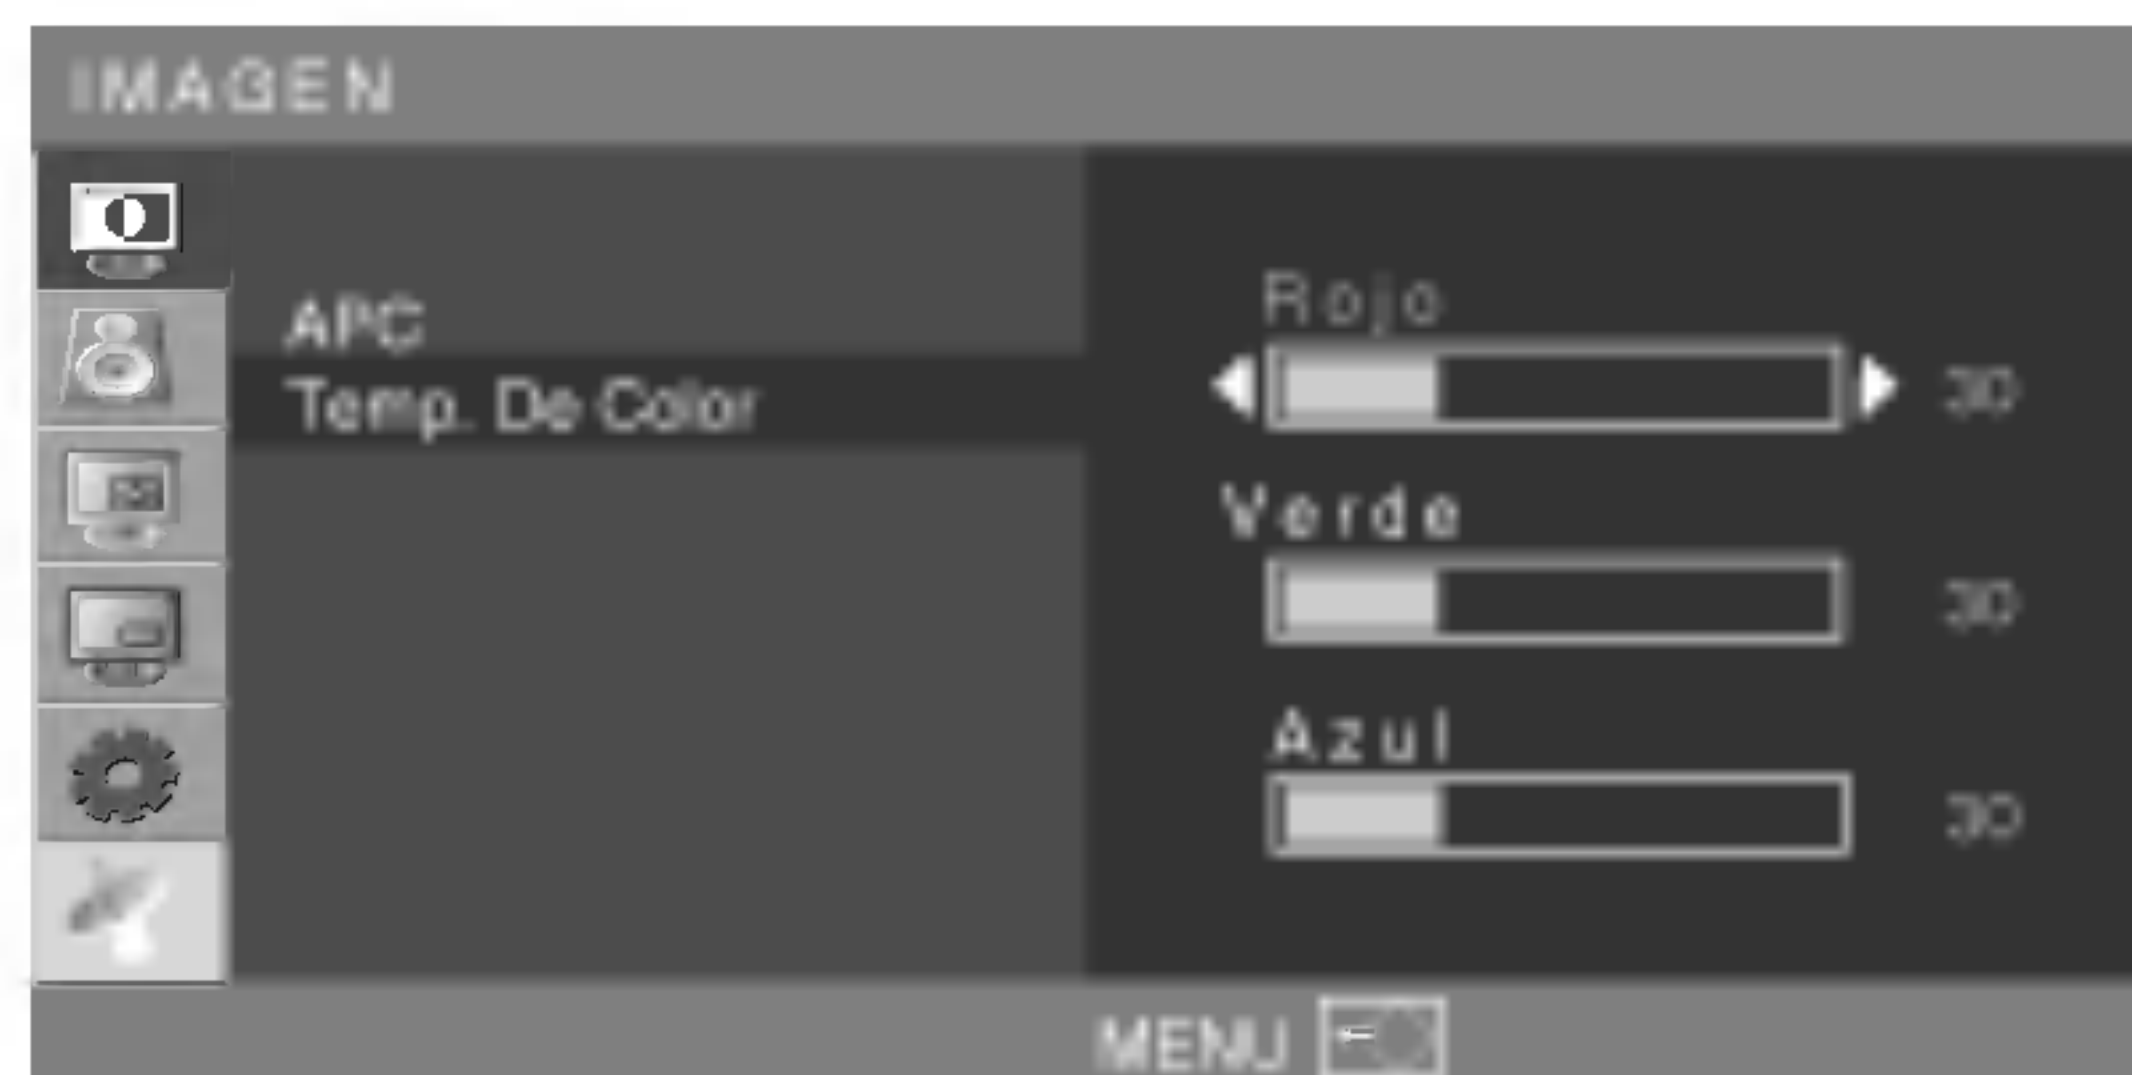 IMAGEN
APC
Temp. De Color
Rojo
30
Verde
30
Azul
30
MENU